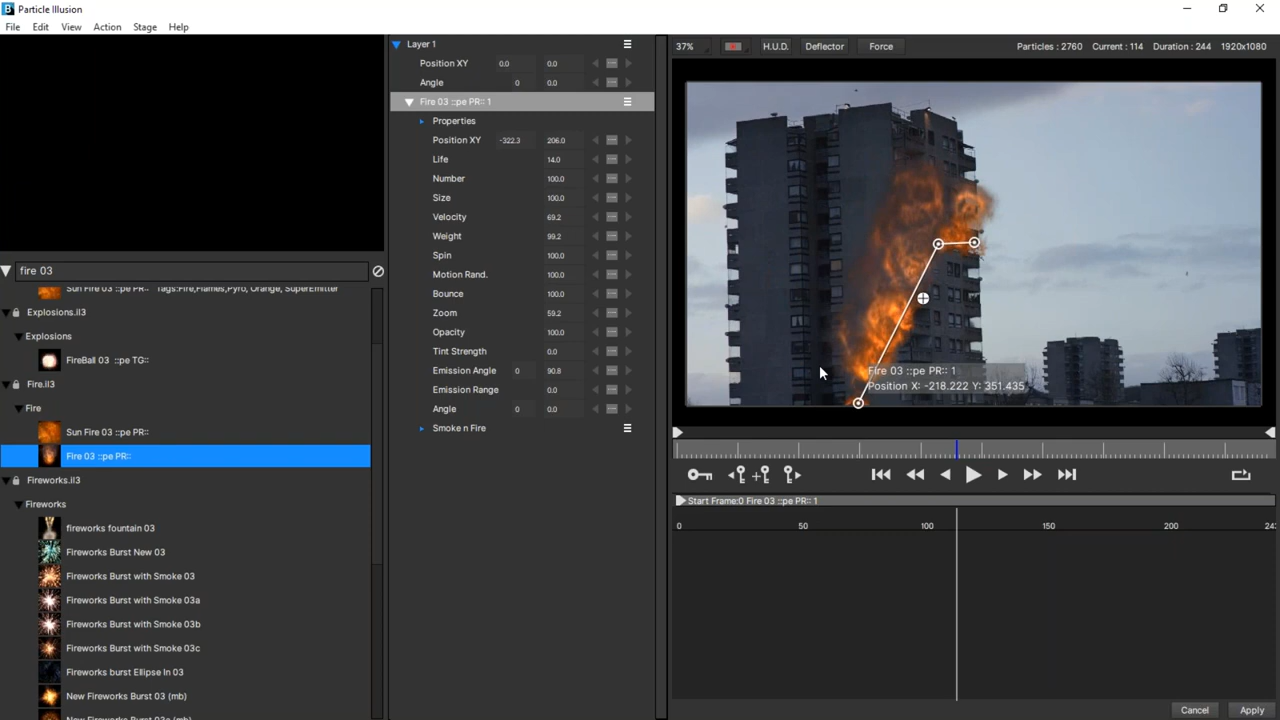 Particle Illusion
File Edit View Action Stage Help
fire 03
Sun Fire 03 ::pe PR:: Tags:Fire,Flames,Pyro, Orange, SuperEmitter
Explosions.il3
Explosions
FireBall 03 ::pe TG::
Fire.il3
Fire
Sun Fire 03 ::pe PR::
Fire 03 ::pe PR::
Fireworks.il3
Fireworks
fireworks fountain 03
Fireworks Burst New 03
Fireworks Burst with Smoke 03
Fireworks Burst with Smoke 03a
Fireworks Burst with Smoke 03b
Fireworks Burst with Smoke 03c
Fireworks burst Ellipse In 03
New Fireworks Burst 03 (mb)
New Fireworks Burst 03c (mb)
Layer 1
Position XY 0.0 0.0
Angle 0 0.0
Fire 03 ::pe PR:: 1
Properties
Position XY -322.3 206.0
Life 14.0
Number 100.0
Size 100.0
Velocity 69.2
Weight 99.2
Spin 100.0
Motion Rand. 100.0
Bounce 100.0
Zoom 59.2
Opacity 100.0
Tint Strength 0.0
Emission Angle 0 90.8
Emission Range 0.0
Angle 0 0.0
Smoke n Fire
37% H.U.D. Deflector Force Particles : 2760 Current : 114 Duration : 244 1920x1080
Fire 03 ::pe PR:: 1
Position X: -218.222 Y: 351.435
Start Frame:0 Fire 03 ::pe PR:: 1
0 50 100 150 200 24
Cancel Apply